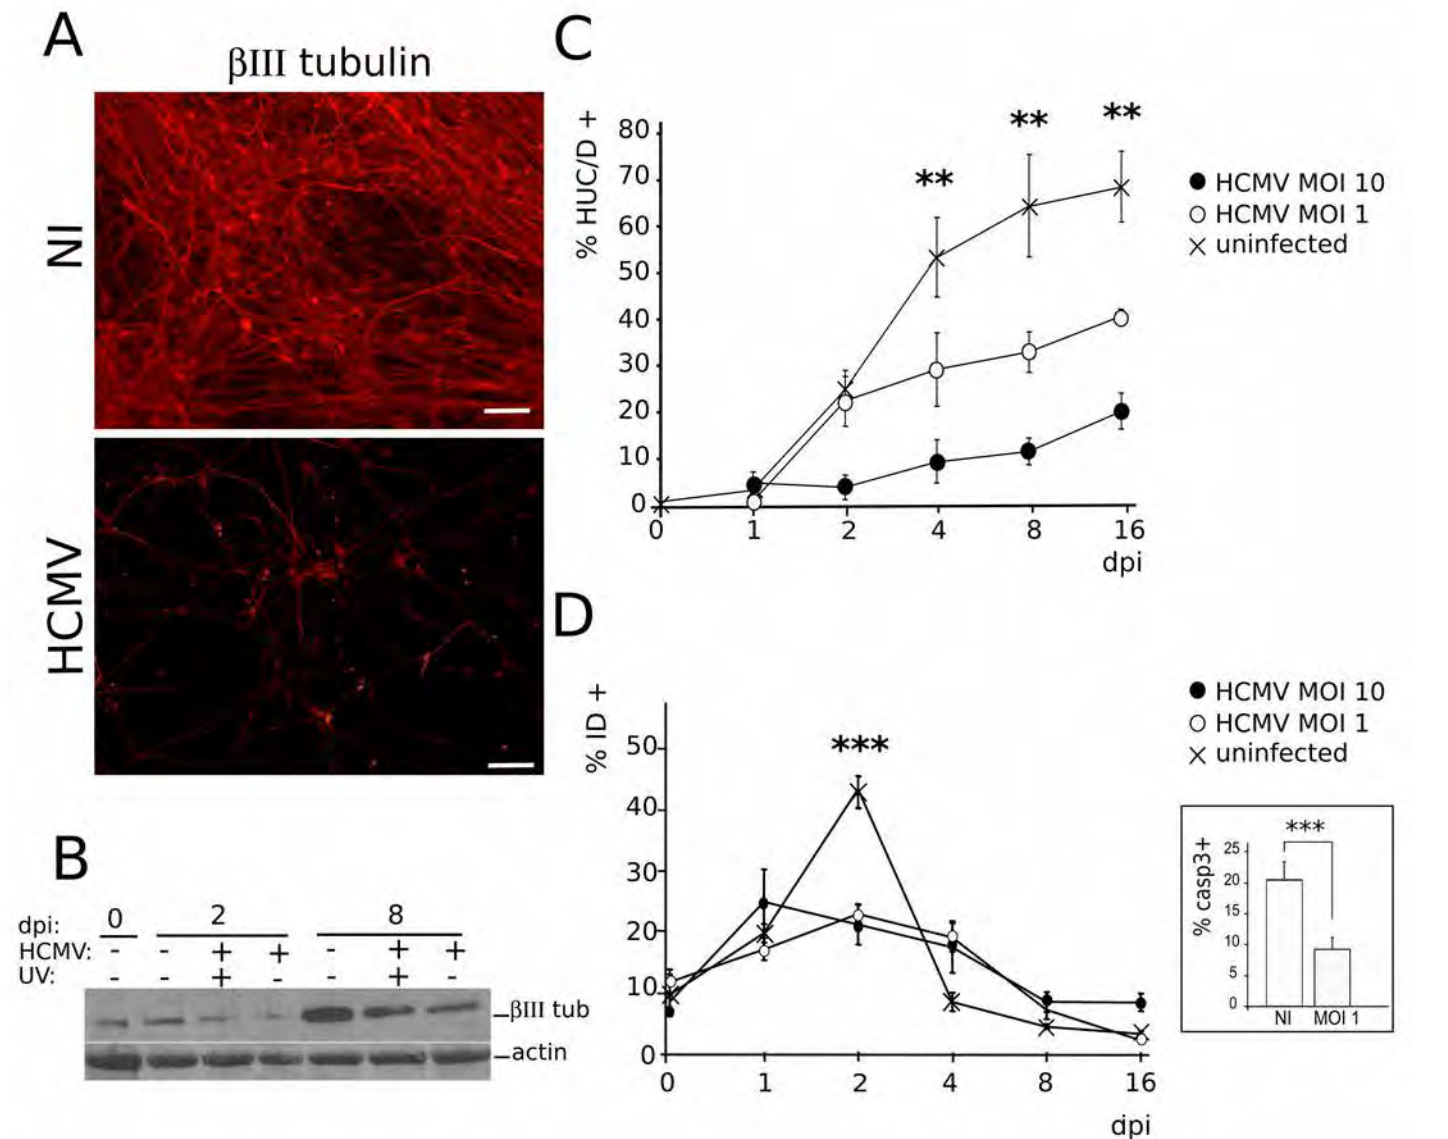 A
βIII tubulin
NI
HCMV
B
dpi: 0 2 8
HCMV: - - + + - + +
UV: - - + - - + -
βIII tub
actin
C
% HUC/D +
80
70
60
50
40
30
20
10
0
** ** **
0 1 2 4 8 16
dpi
HCMV MOI 10
HCMV MOI 1
uninfected
D
% ID +
50
40
30
20
10
0
***
0 1 2 4 8 16
dpi
HCMV MOI 10
HCMV MOI 1
uninfected
% casp3+
***
25
20
15
10
5
0
NI MOI 1